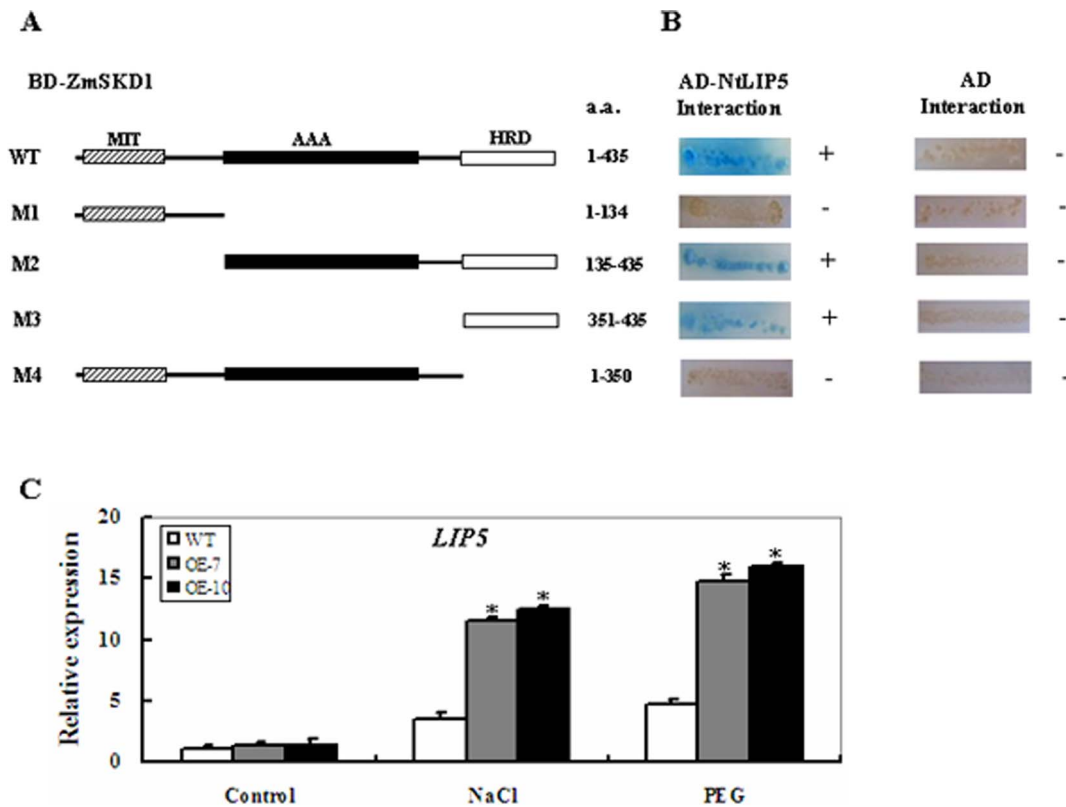 A
B
BD-ZmSKD1
a.a.
AD-NtLIP5
Interaction
AD
Interaction
MIT
AAA
HRD
WT
1-435
+
-
M1
1-134
-
-
M2
135-435
+
-
M3
351-435
+
-
M4
1-350
-
-
C
LIP5
WT
OE-7
OE-10
Relative expression
20
15
10
5
0
* *
* *
Control
NaCl
PEG